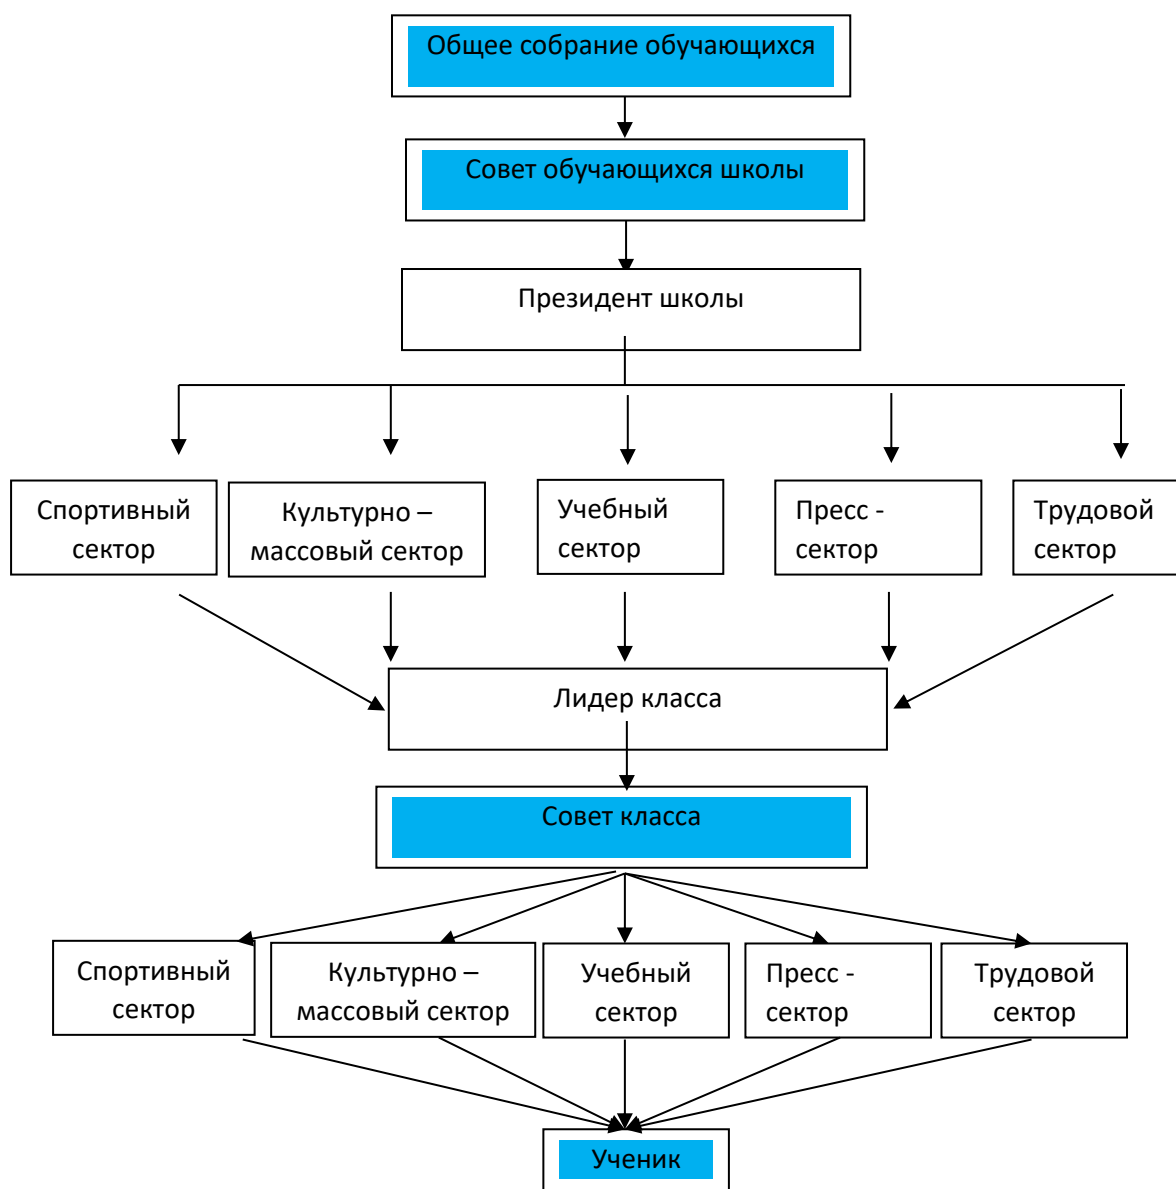 Общее собрание обучающихся
Совет обучающихся школы
Президент школы
Спортивный
сектор
Культурно –
массовый сектор
Учебный
сектор
Пресс -
сектор
Трудовой
сектор
Лидер класса
Совет класса
Спортивный
сектор
Культурно –
массовый сектор
Учебный
сектор
Пресс -
сектор
Трудовой
сектор
Ученик